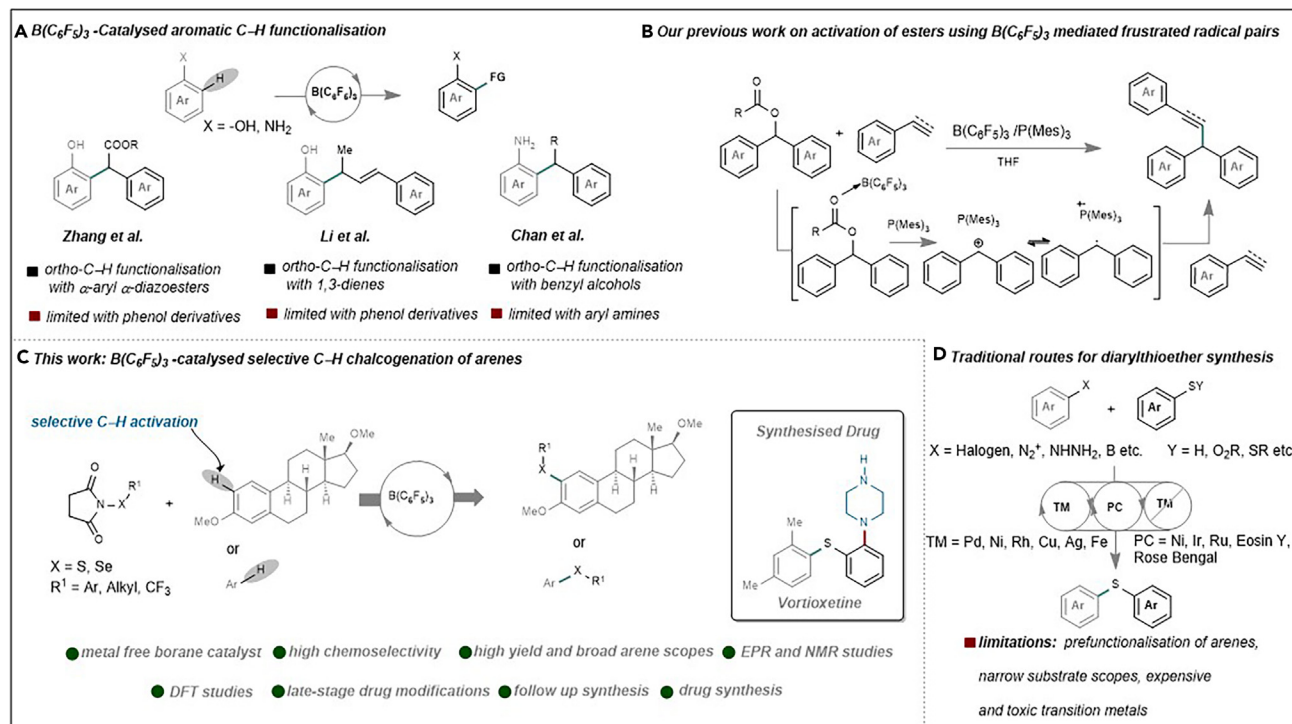 A B(C6F5)3 -Catalysed aromatic C–H functionalisation
X
H
Ar
B(C6F5)3
X
FG
Ar
X = -OH, NH2
OH
COOR
Ar
Ar
OH
Me
Ar
Ar
NH2
R
Ar
Ar
Zhang et al.
Li et al.
Chan et al.
ortho-C–H functionalisation
with α-aryl α-diazoesters
ortho-C–H functionalisation
with 1,3-dienes
ortho-C–H functionalisation
with benzyl alcohols
limited with phenol derivatives
limited with phenol derivatives
limited with aryl amines
B Our previous work on activation of esters using B(C6F5)3 mediated frustrated radical pairs
O
R
O
Ar
Ar
+
Ar
B(C6F5)3 /P(Mes)3
THF
Ar
Ar
Ar
B(C6F5)3
O
R
O
P(Mes)3
P(Mes)3
⊕
+•
P(Mes)3
•
Ar
C This work: B(C6F5)3 -catalysed selective C–H chalcogenation of arenes
selective C–H activation
O
N
X
R1
O
+
H
MeO
Me
OMe
H
H
H
or
Ar
H
X = S, Se
R1 = Ar, Alkyl, CF3
B(C6F5)3
R1
X
MeO
Me
OMe
H
H
H
or
Ar
X
R1
Synthesised Drug
H
N
N
Me
S
Me
Vortioxetine
metal free borane catalyst
high chemoselectivity
high yield and broad arene scopes
EPR and NMR studies
DFT studies
late-stage drug modifications
follow up synthesis
drug synthesis
D Traditional routes for diarylthioether synthesis
X
Ar
+
SY
Ar
X = Halogen, N2+, NHNH2, B etc.
Y = H, O2R, SR etc
TM
PC
TM
TM = Pd, Ni, Rh, Cu, Ag, Fe
PC = Ni, Ir, Ru, Eosin Y,
Rose Bengal
S
Ar
Ar
limitations: prefunctionalisation of arenes,
narrow substrate scopes, expensive
and toxic transition metals